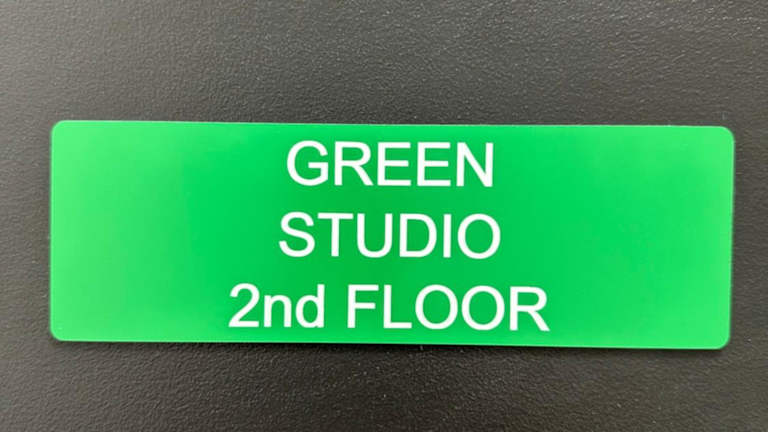 GREEN
STUDIO
2nd FLOOR